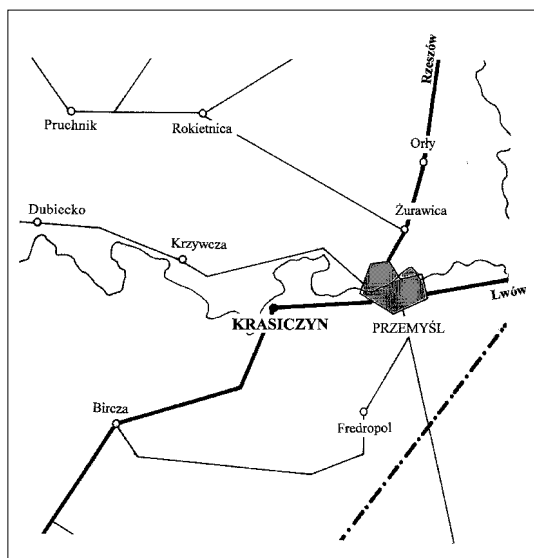 Rzeszów
Pruchnik
Rokietnica
Orły
Żurawica
Dubiecko
Krzywcza
Lwów
KRASICZYN
PRZEMYŚL
Bircza
Fredropol